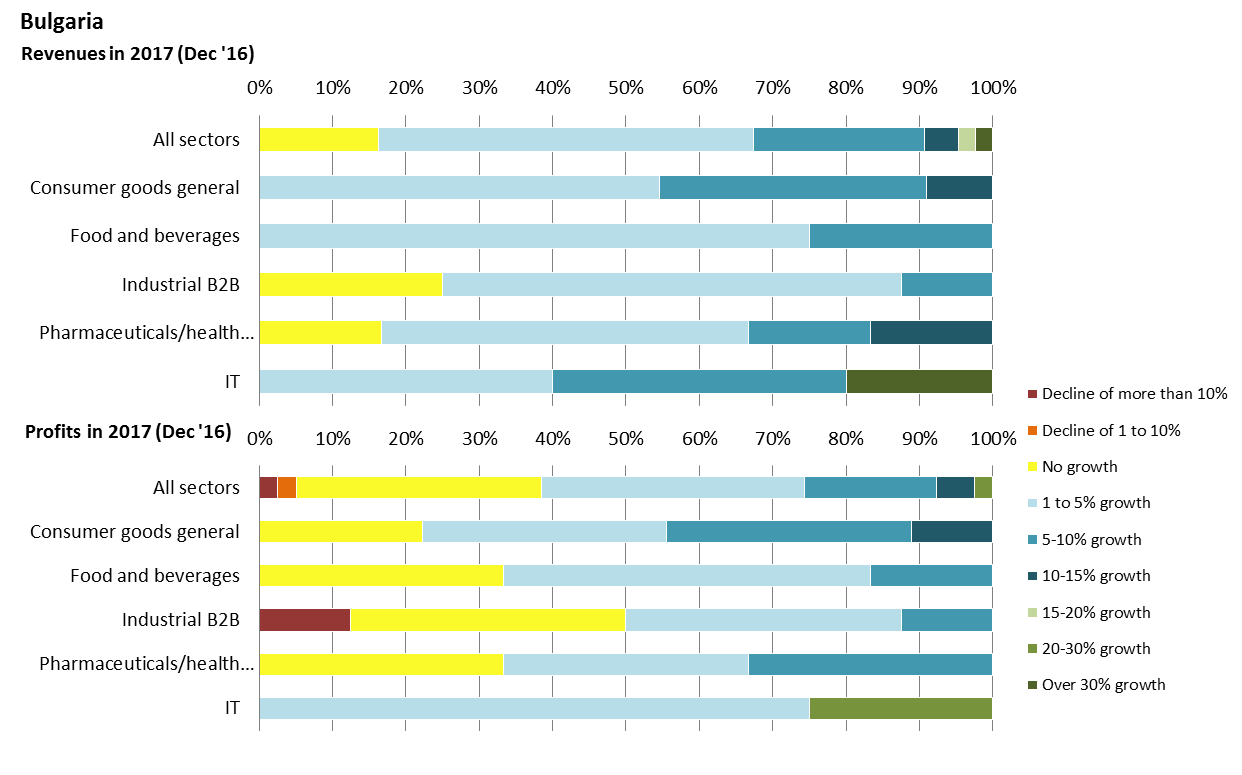 Bulgaria
Revenues in 2017 (Dec '16)
0% 10% 20% 30% 40% 50% 60% 70% 80% 90% 100%
All sectors
Consumer goods general
Food and beverages
Industrial B2B
Pharmaceuticals/health...
IT
Profits in 2017 (Dec '16)
0% 10% 20% 30% 40% 50% 60% 70% 80% 90% 100%
All sectors
Consumer goods general
Food and beverages
Industrial B2B
Pharmaceuticals/health...
IT
Decline of more than 10%
Decline of 1 to 10%
No growth
1 to 5% growth
5-10% growth
10-15% growth
15-20% growth
20-30% growth
Over 30% growth